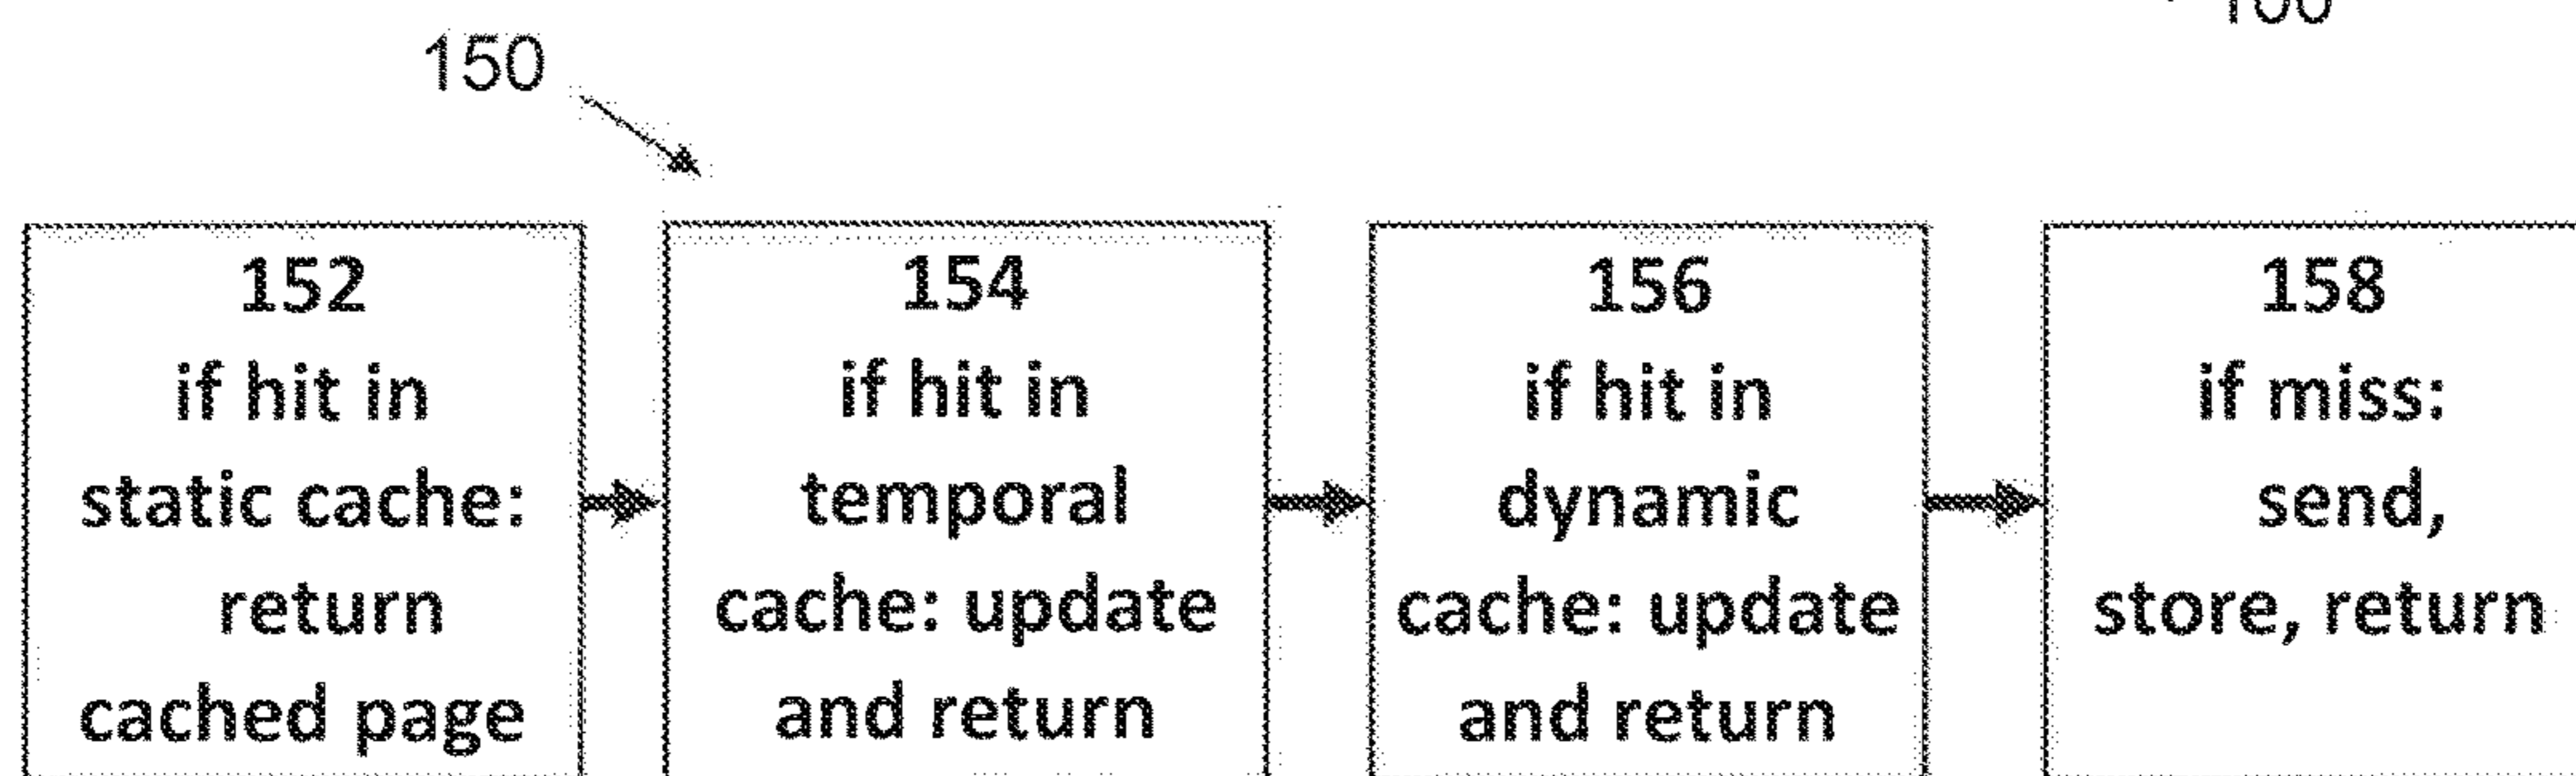 150
152
if hit in
static cache:
return
cached page
154
if hit in
temporal
cache: update
and return
156
if hit in
dynamic
cache: update
and return
158
if miss:
send,
store, return